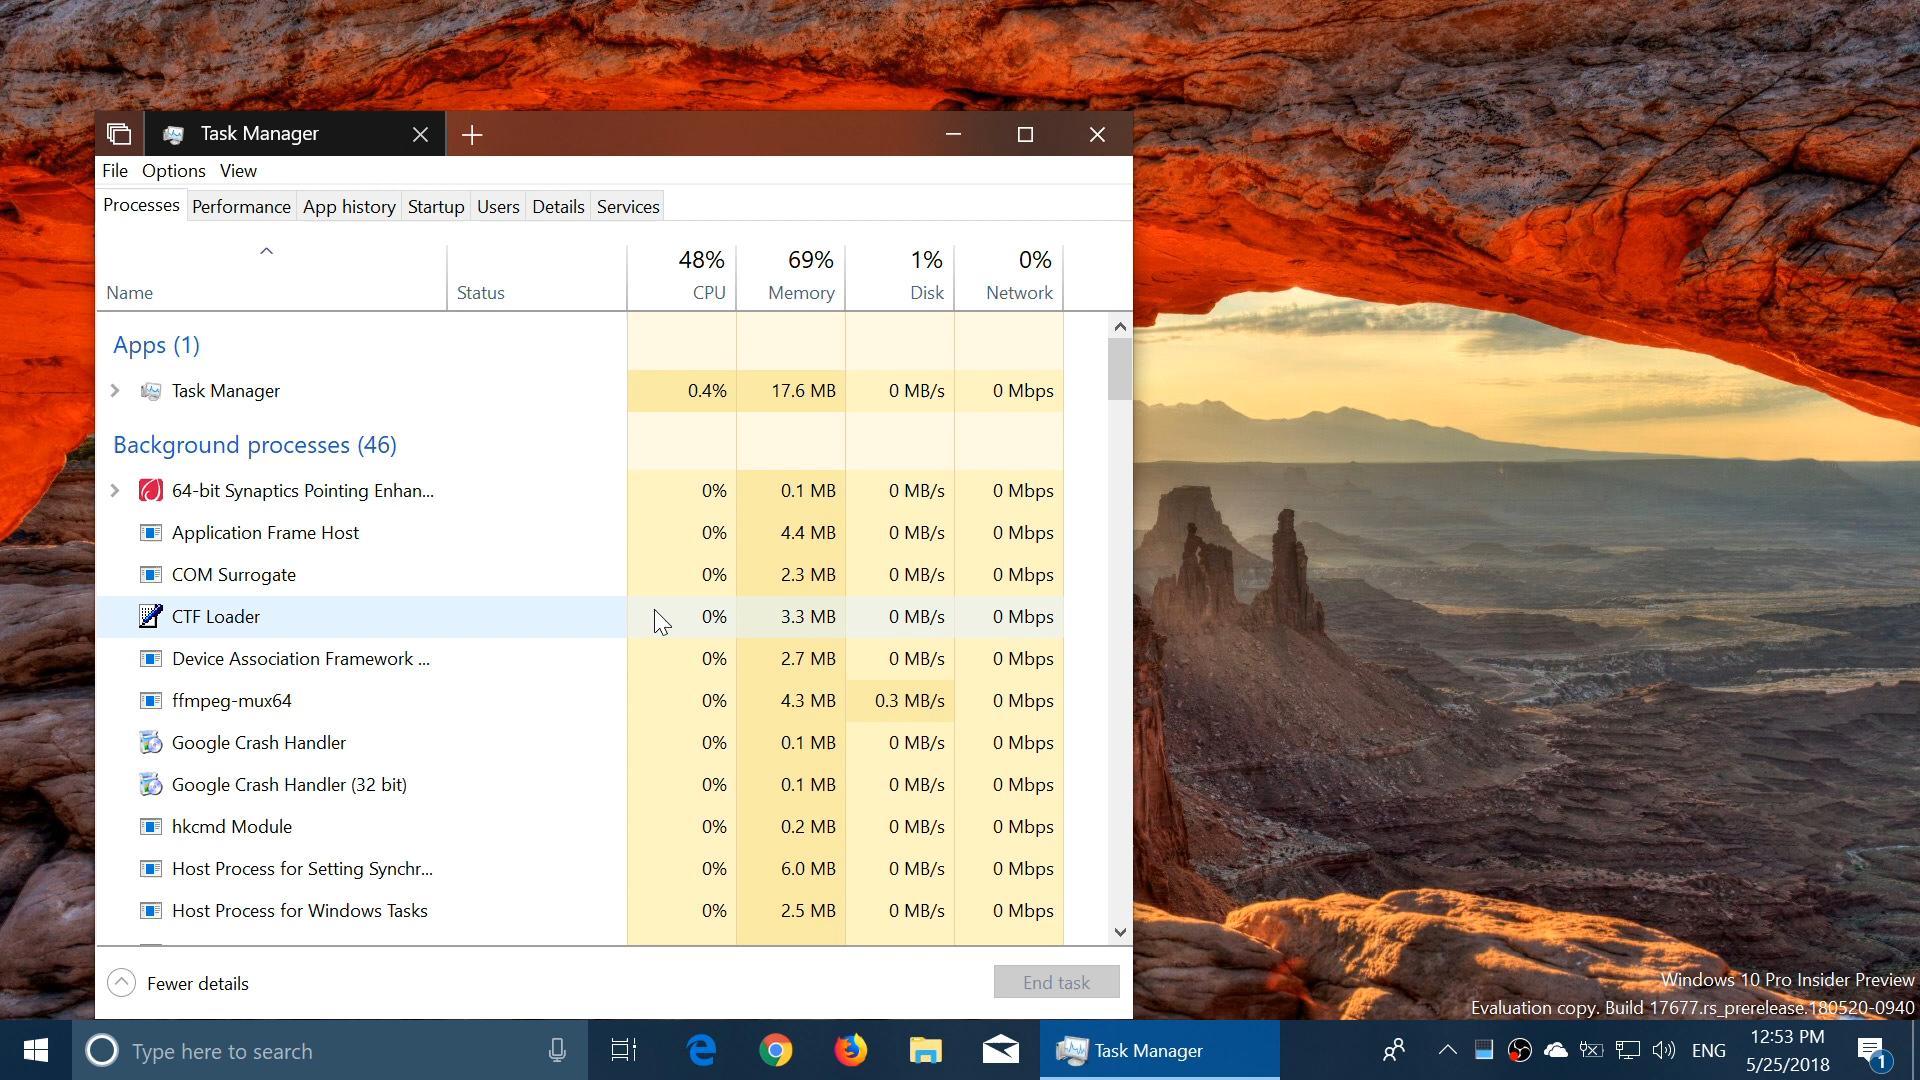 Task Manager
File Options View
Processes Performance App history Startup Users Details Services
48% 69% 1% 0%
Name Status CPU Memory Disk Network
Apps (1)
Task Manager 0.4% 17.6 MB 0 MB/s 0 Mbps
Background processes (46)
64-bit Synaptics Pointing Enhan... 0% 0.1 MB 0 MB/s 0 Mbps
Application Frame Host 0% 4.4 MB 0 MB/s 0 Mbps
COM Surrogate 0% 2.3 MB 0 MB/s 0 Mbps
CTF Loader 0% 3.3 MB 0 MB/s 0 Mbps
Device Association Framework ... 0% 2.7 MB 0 MB/s 0 Mbps
ffmpeg-mux64 0% 4.3 MB 0.3 MB/s 0 Mbps
Google Crash Handler 0% 0.1 MB 0 MB/s 0 Mbps
Google Crash Handler (32 bit) 0% 0.1 MB 0 MB/s 0 Mbps
hkcmd Module 0% 0.2 MB 0 MB/s 0 Mbps
Host Process for Setting Synchr... 0% 6.0 MB 0 MB/s 0 Mbps
Host Process for Windows Tasks 0% 2.5 MB 0 MB/s 0 Mbps
Fewer details End task
Windows 10 Pro Insider Preview
Evaluation copy. Build 17677.rs_prerelease.180520-0940
Type here to search Task Manager ENG
12:53 PM
5/25/2018
1